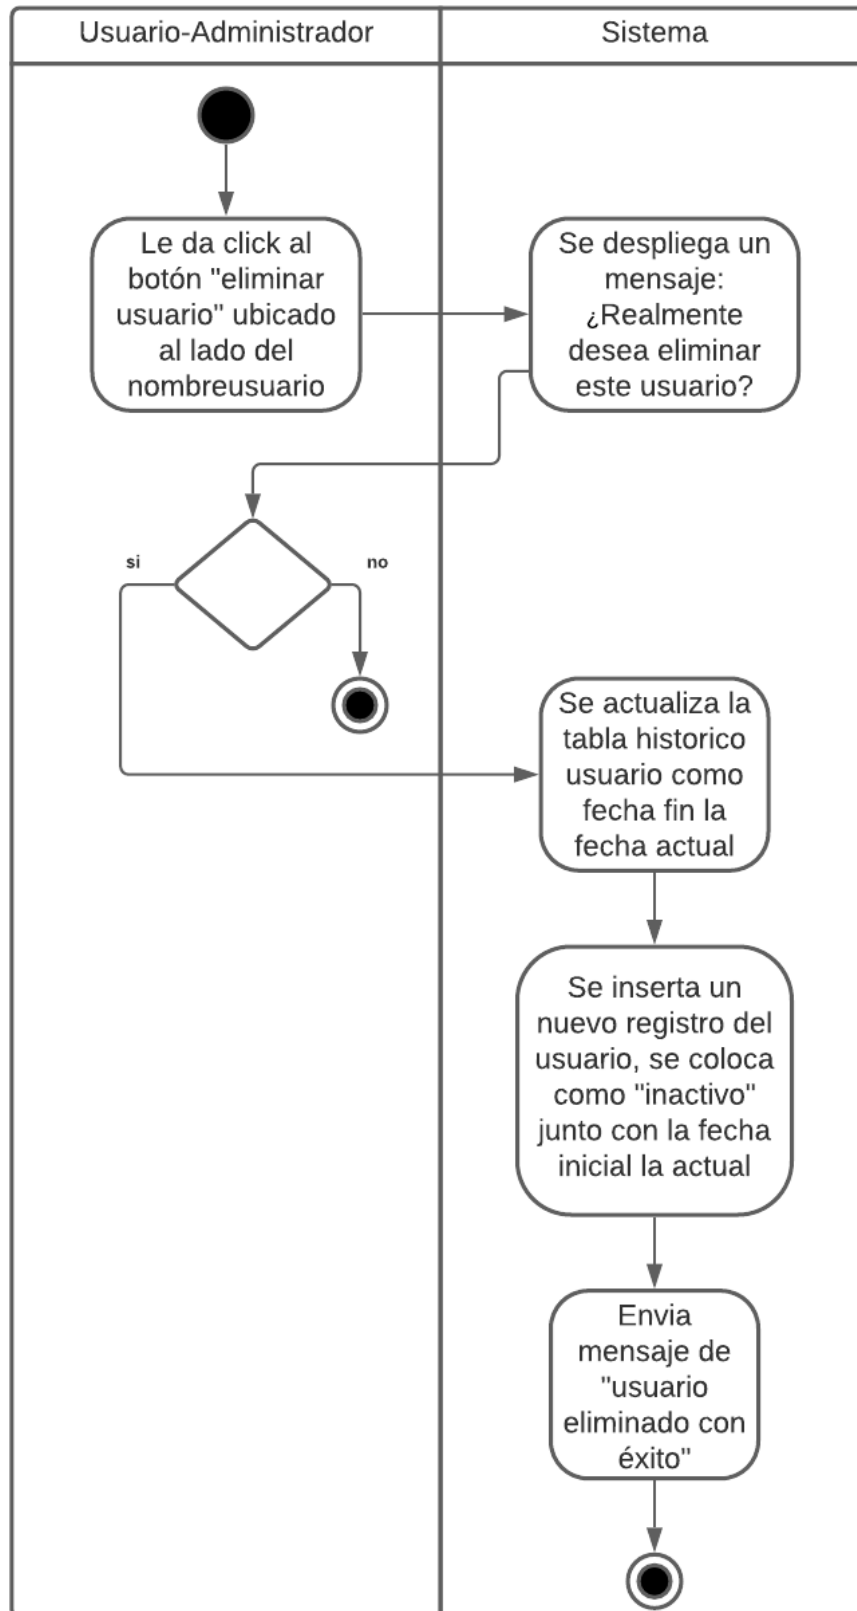 Usuario-Administrador
Sistema
Le da click al
botón "eliminar
usuario" ubicado
al lado del
nombreusuario
Se despliega un
mensaje:
¿Realmente
desea eliminar
este usuario?
si
no
Se actualiza la
tabla historico
usuario como
fecha fin la
fecha actual
Se inserta un
nuevo registro del
usuario, se coloca
como "inactivo"
junto con la fecha
inicial la actual
Envia
mensaje de
"usuario
eliminado con
éxito"